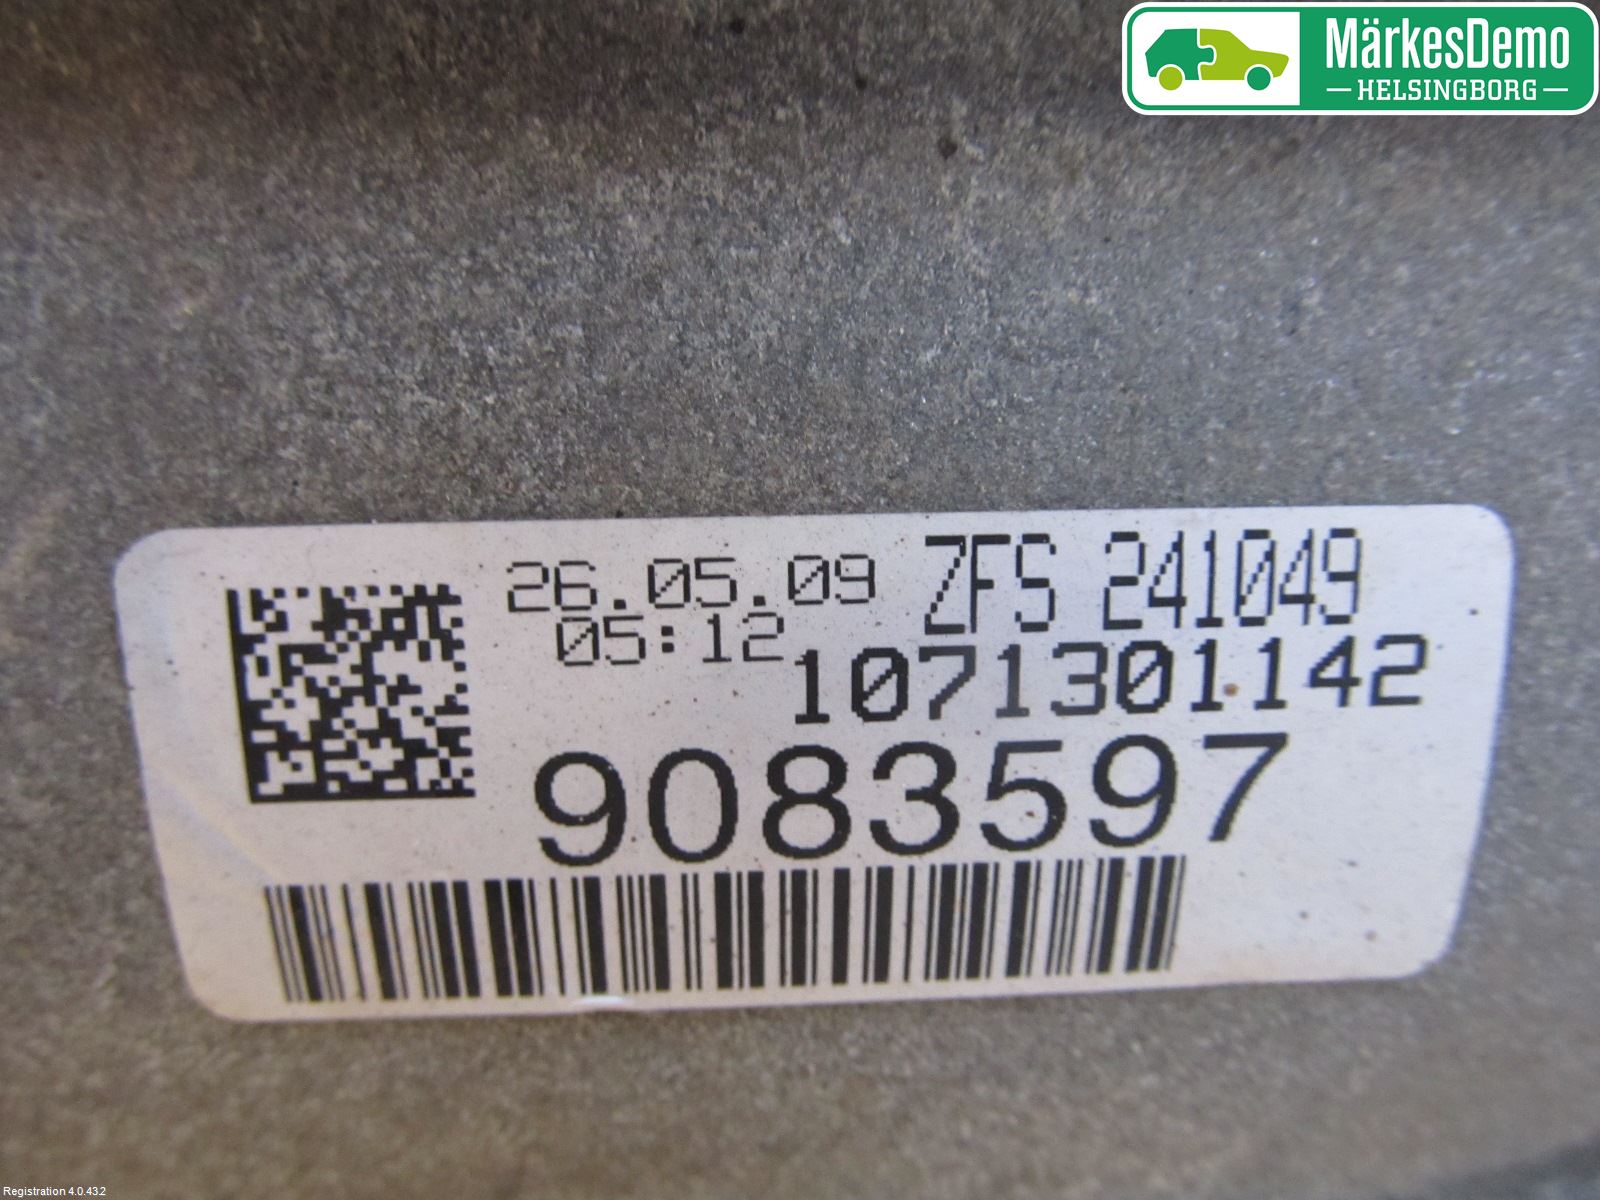 MärkesDemo
HELSINGBORG
26.05.09 ZFS 241049
05:12 1071301142
9083597
Registration 4.0.432